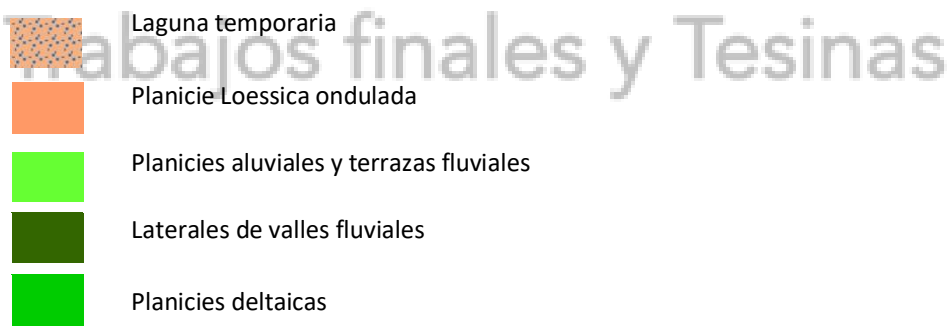 Trabajos finales y Tesinas
Laguna temporaria
Planicie Loessica ondulada
Planicies aluviales y terrazas fluviales
Laterales de valles fluviales
Planicies deltaicas